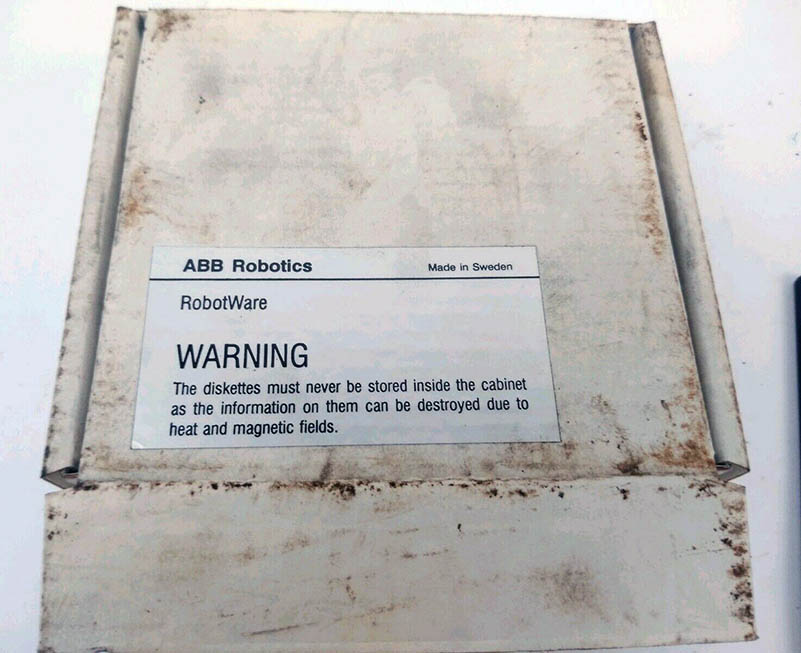 ABB Robotics Made in Sweden
RobotWare
WARNING
The diskettes must never be stored inside the cabinet
as the information on them can be destroyed due to
heat and magnetic fields.